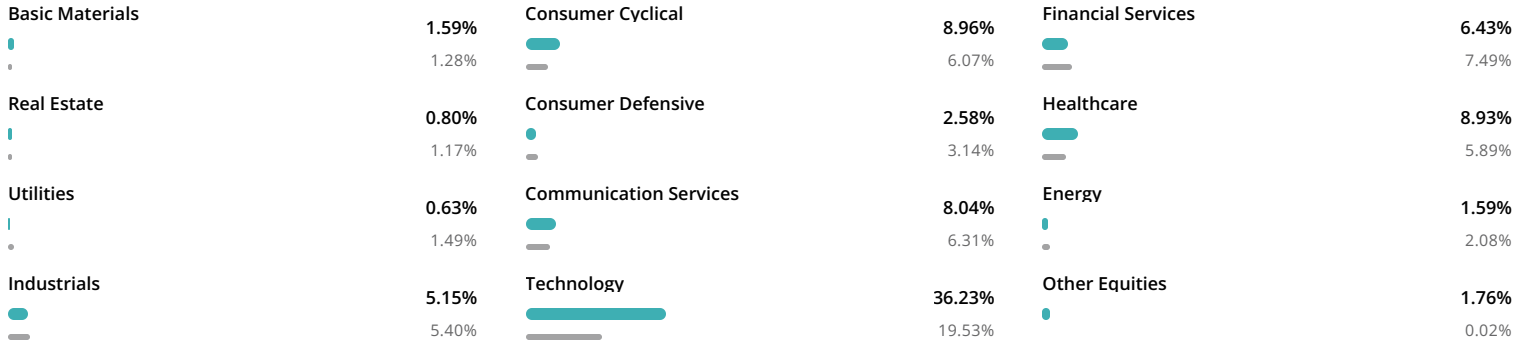 Basic Materials
1.59%
1.28%
Consumer Cyclical
8.96%
6.07%
Financial Services
6.43%
7.49%
Real Estate
0.80%
1.17%
Consumer Defensive
2.58%
3.14%
Healthcare
8.93%
5.89%
Utilities
0.63%
1.49%
Communication Services
8.04%
6.31%
Energy
1.59%
2.08%
Industrials
5.15%
5.40%
Technology
36.23%
19.53%
Other Equities
1.76%
0.02%